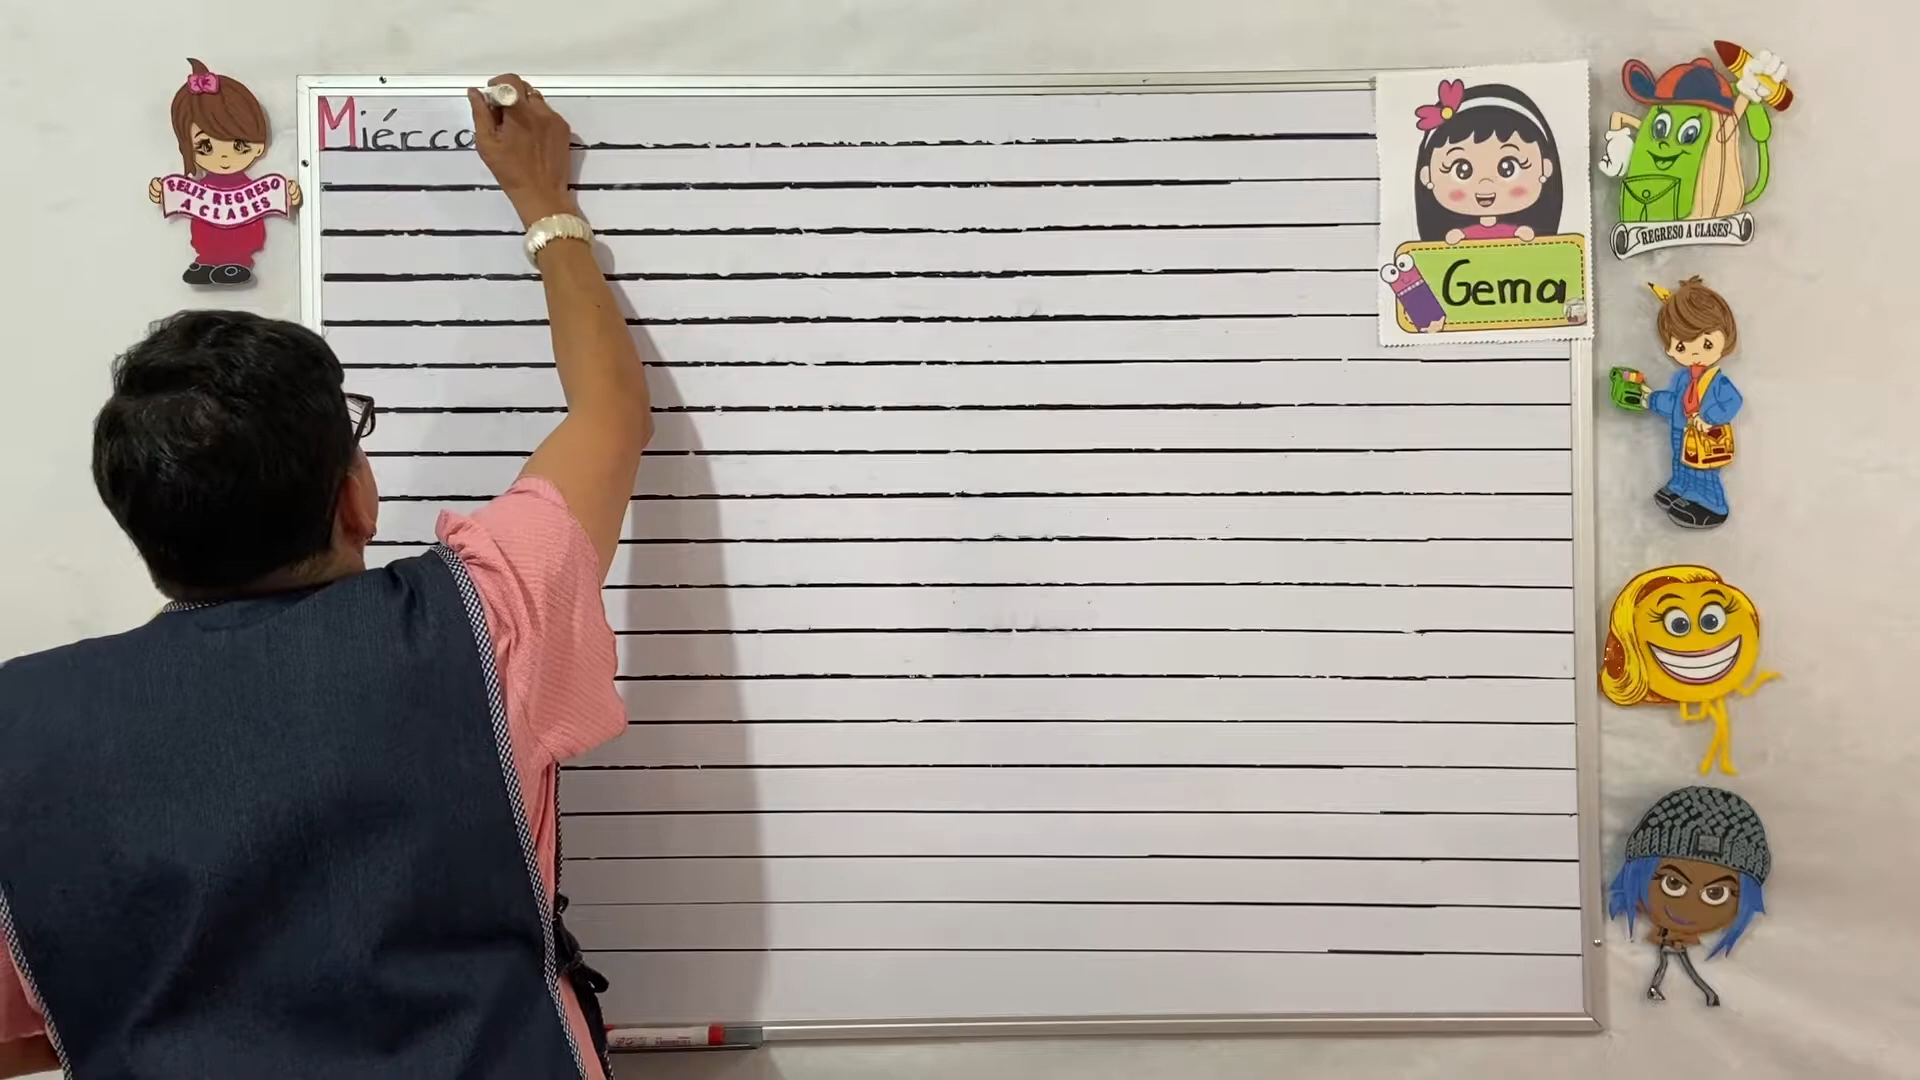 Miérco
FELIZ REGRESO
A CLASES
REGRESO A CLASES
Gema